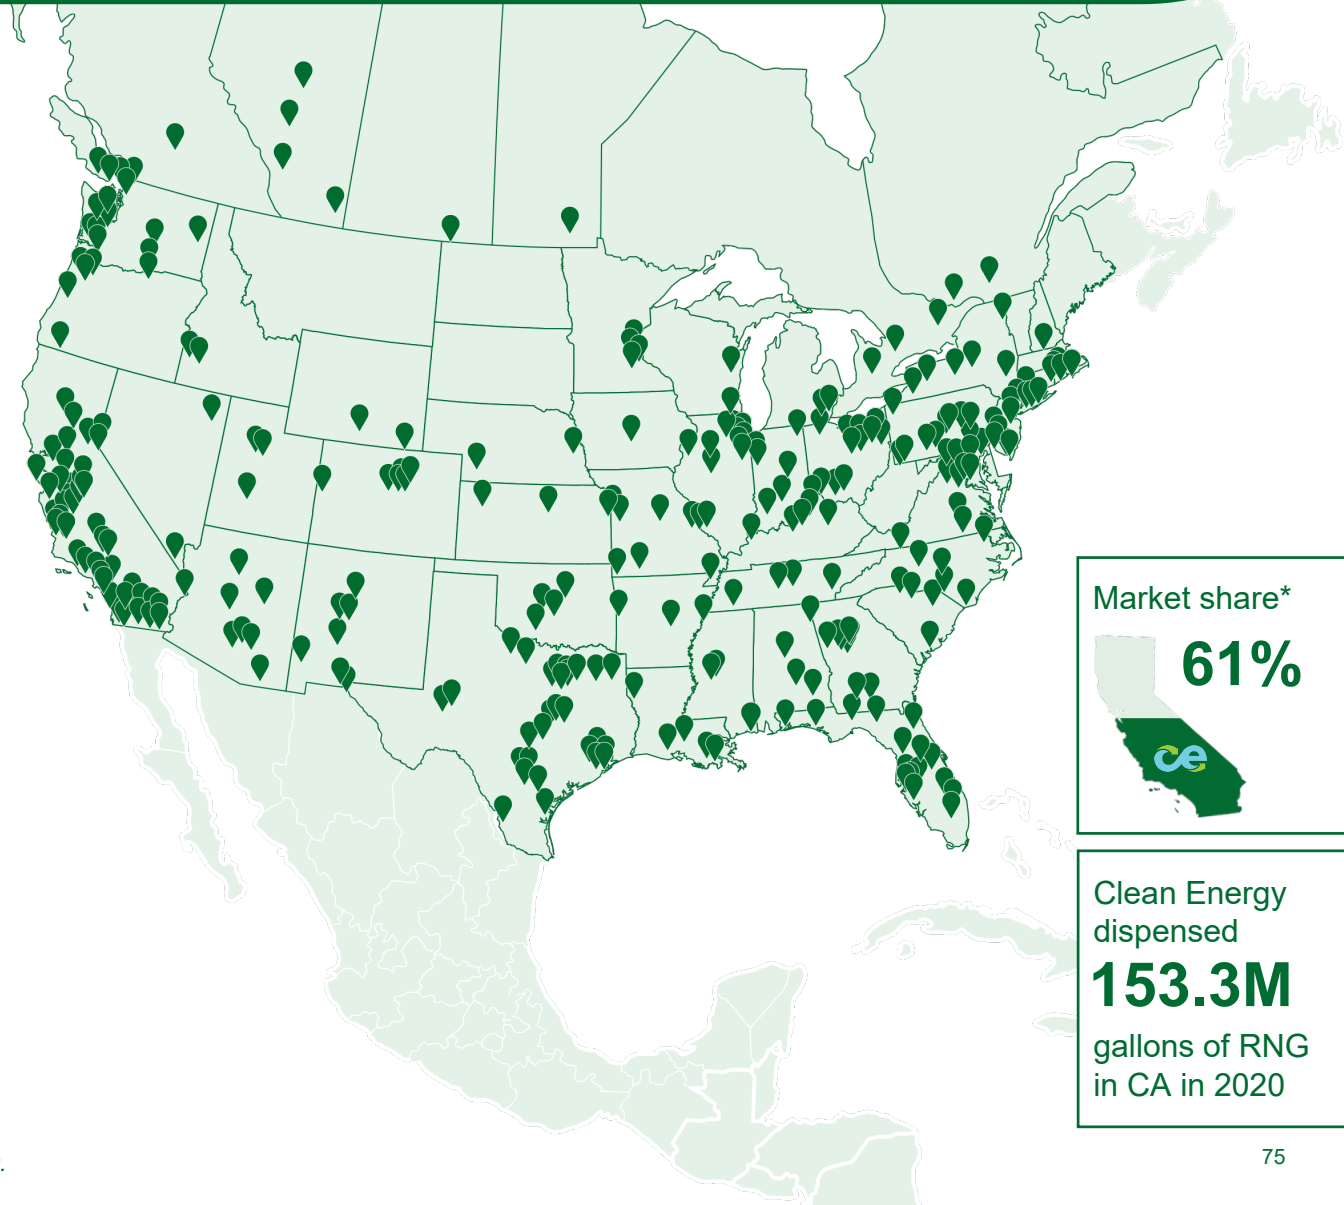 Market share*
61%
ce
Clean Energy
dispensed
153.3M
gallons of RNG
in CA in 2020
75